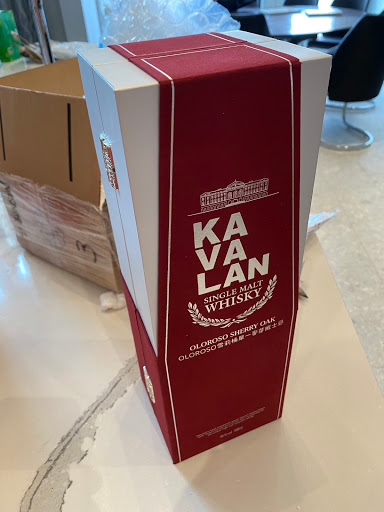 KA
VA
LAN
SINGLE MALT
WHISKY
OLOROSO SHERRY OAK
OLOROSO雪莉桶單一麥芽威士忌